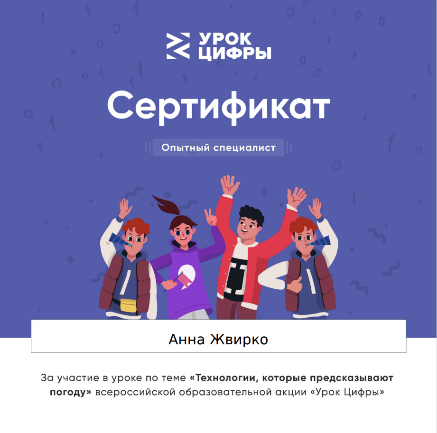 УРОК
ЦИФРЫ
Сертификат
Опытный специалист
Анна Жвирко
За участие в уроке по теме «Технологии, которые предсказывают
погоду» всероссийской образовательной акции «Урок Цифры»